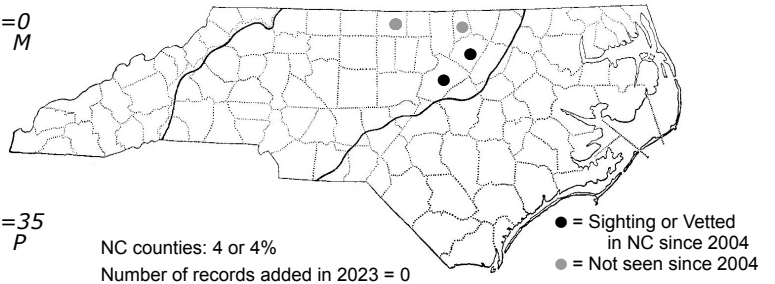 =0
M
=35
P
NC counties: 4 or 4%
Number of records added in 2023 = 0
● = Sighting or Vetted
in NC since 2004
● = Not seen since 2004